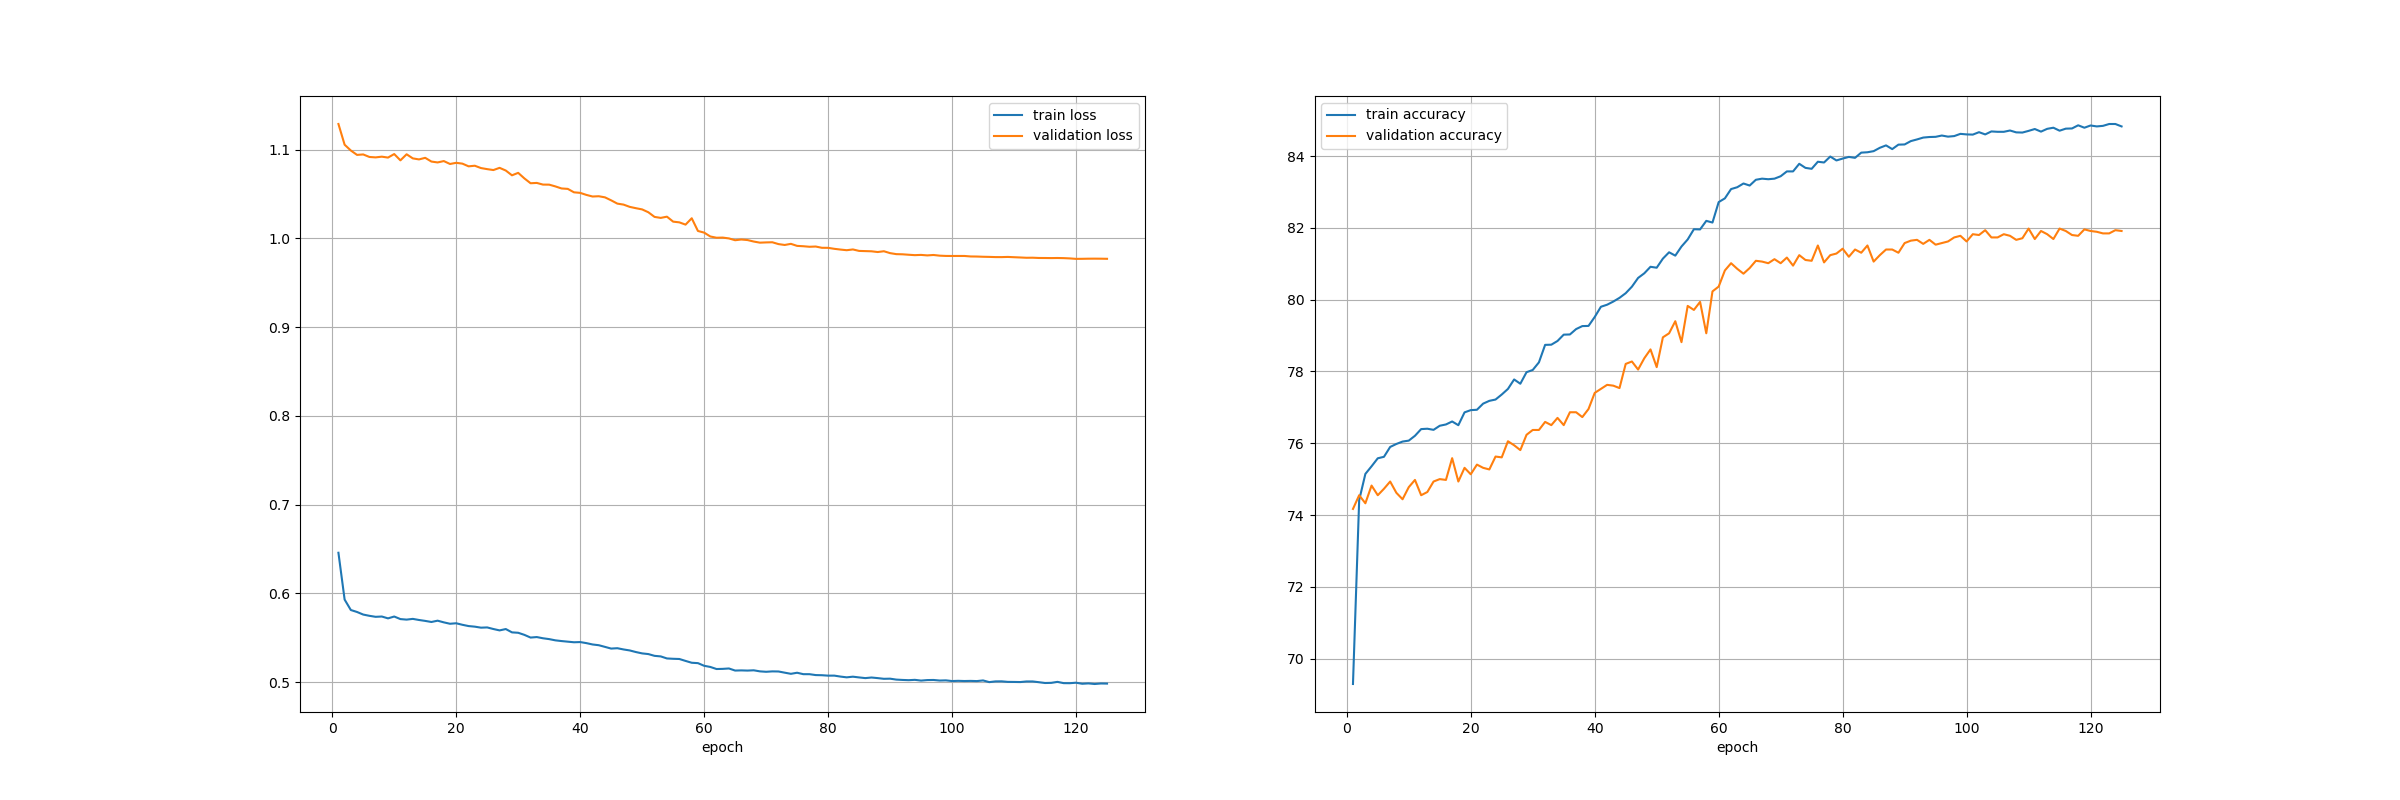 train loss
validation loss
1.1
1.0
0.9
0.8
0.7
0.6
0.5
0 20 40 60 80 100 120
epoch
train accuracy
validation accuracy
84
82
80
78
76
74
72
70
0 20 40 60 80 100 120
epoch